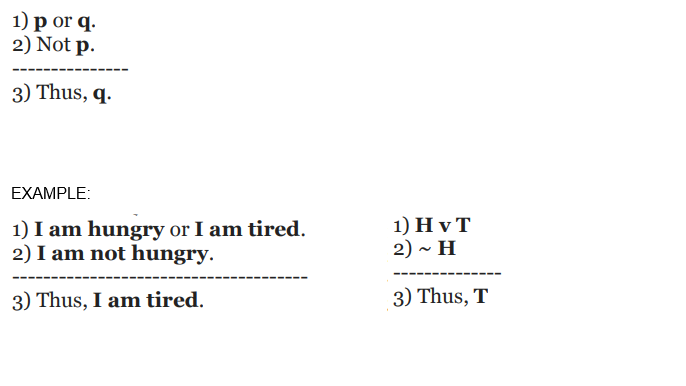 1) p or q.
2) Not p.
---------------
3) Thus, q.
EXAMPLE:
1) I am hungry or I am tired.
2) I am not hungry.
--------------------------------------
3) Thus, I am tired.
1) H v T
2) ~ H
--------------
3) Thus, T